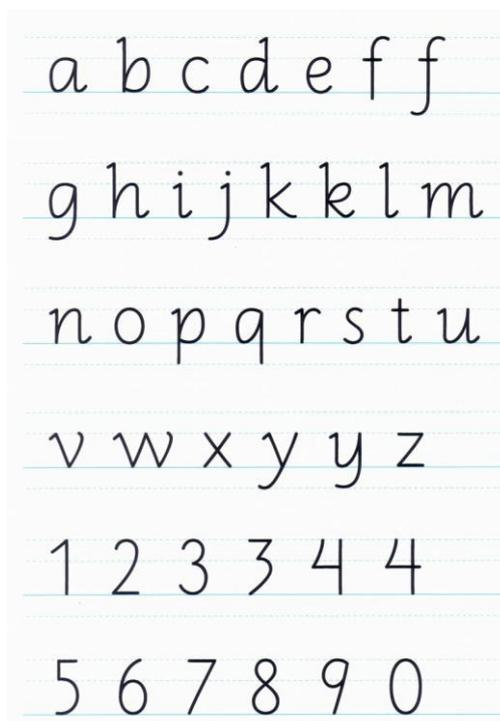 a b c d e f f
g h i j k k l m
n o p q r s t u
v w x y y z
1 2 3 3 4 4
5 6 7 8 9 0